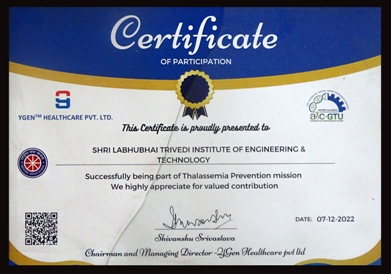 Certificate
OF PARTICIPATION
YGEN™ HEALTHCARE PVT. LTD.
aic-GTU
This Certificate is proudly presented to
SHRI LABHUBHAI TRIVEDI INSTITUTE OF ENGINEERING &
TECHNOLOGY
Successfully being part of Thalassemia Prevention mission
We highly appreciate for valued contribution
Shivanshu Srivastava
DATE: 07-12-2022
Chairman and Managing Director -YGen Healthcare pvt ltd